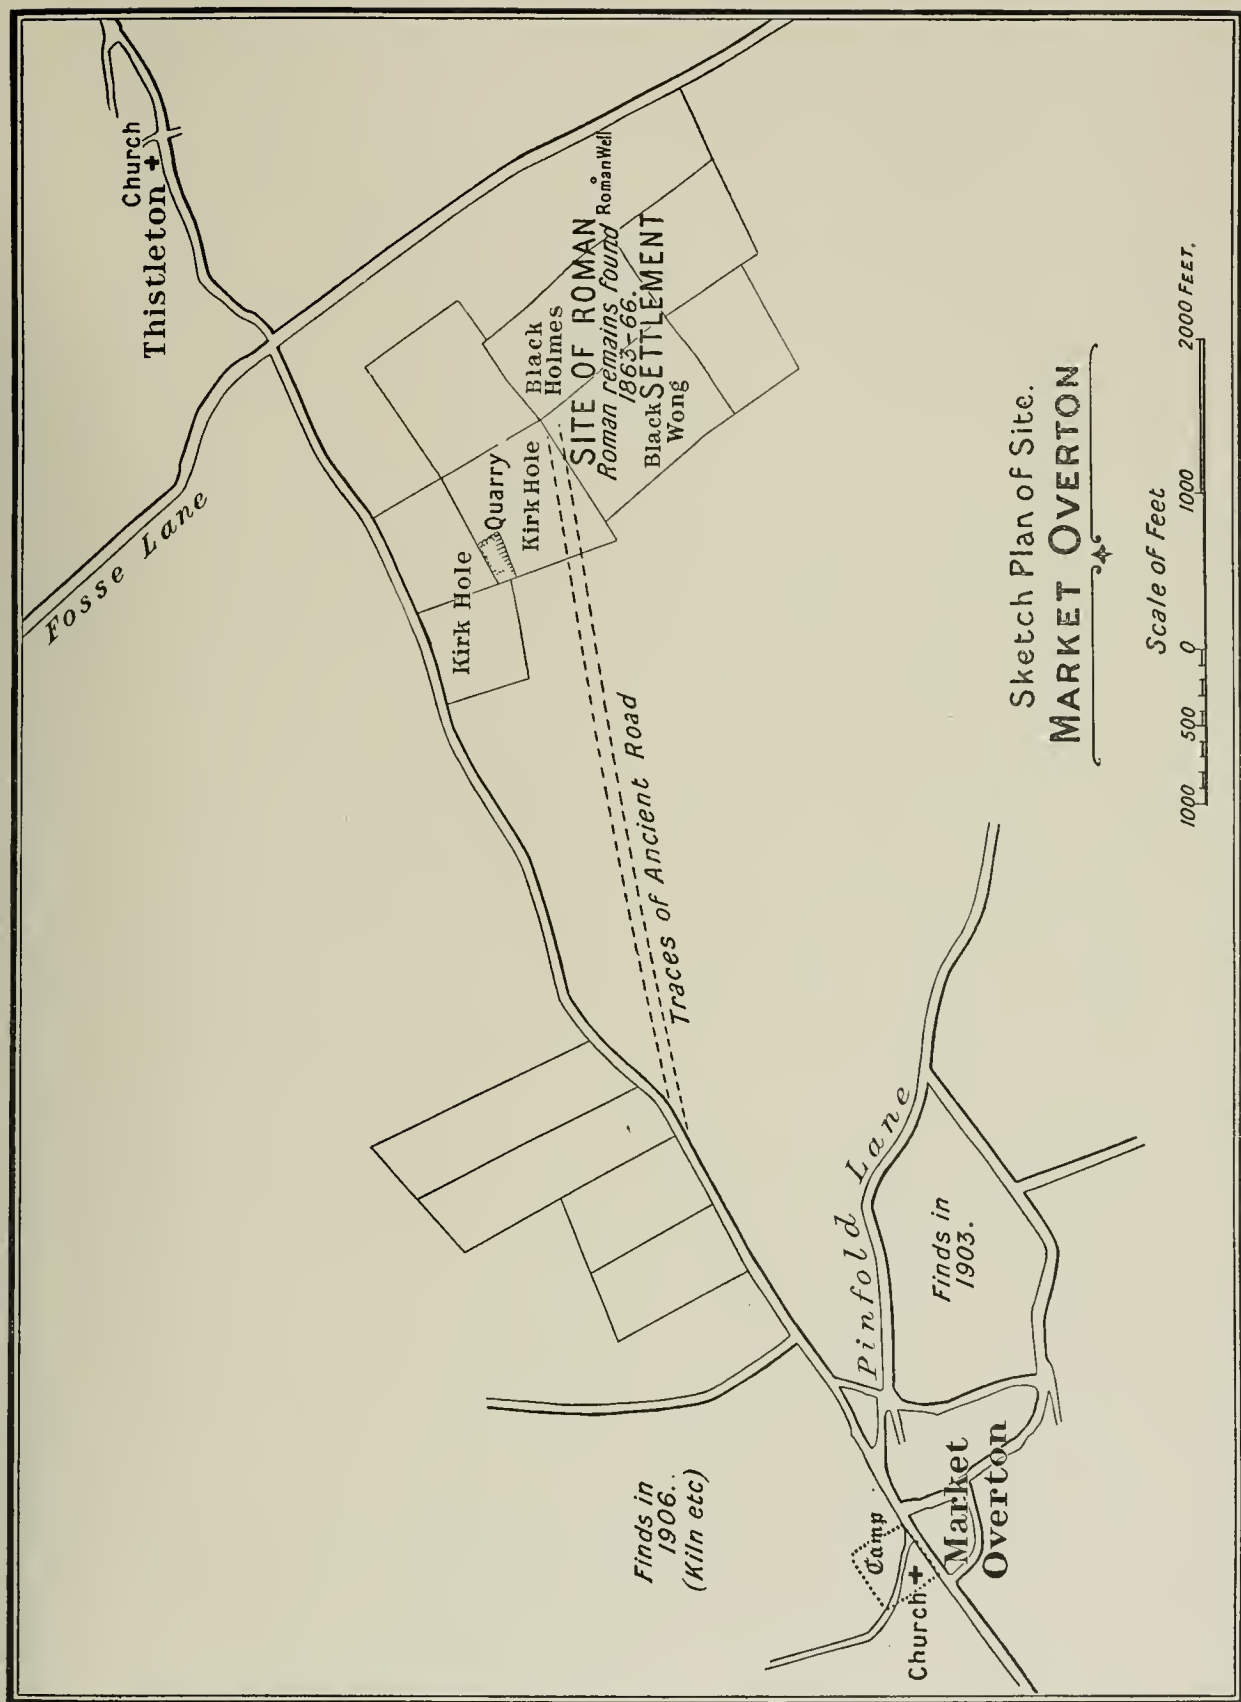 Church
Thistleton
Fosse Lane
Black
Holmes
SITE OF ROMAN
Roman remains found
1863-66.
SETTLEMENT
Roman Well
Black
Wong
Quarry
Kirk Hole
Kirk Hole
Traces of Ancient Road
Pinfold Lane
Finds in
1903.
Finds in
1906..
(Kiln etc)
Camp
Church
Market
Overton
Sketch Plan of Site.
MARKET OVERTON
Scale of Feet
1000 500 0 1000 2000 FEET.